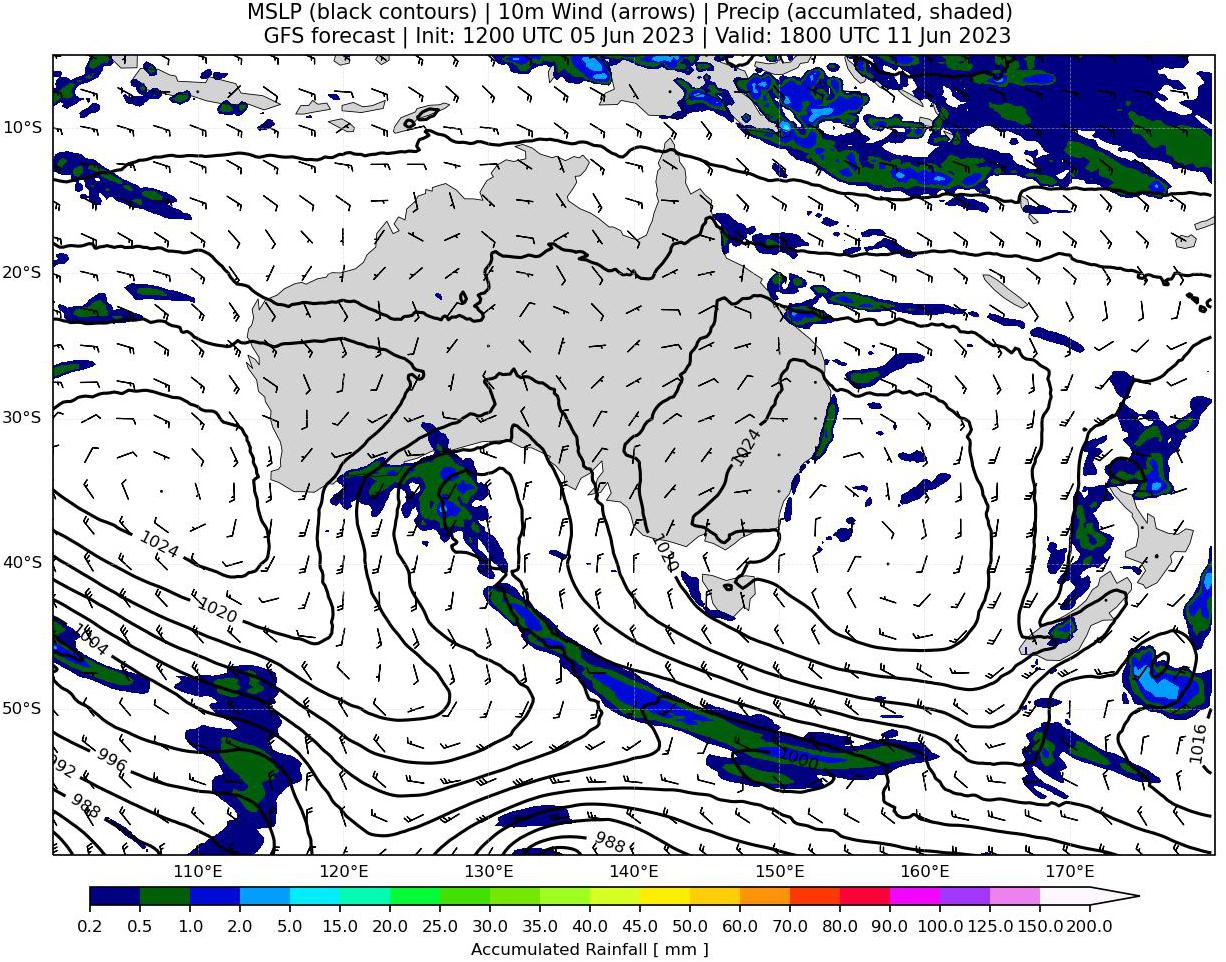 MSLP (black contours) | 10m Wind (arrows) | Precip (accumlated, shaded)
GFS forecast | Init: 1200 UTC 05 Jun 2023 | Valid: 1800 UTC 11 Jun 2023
10°S
20°S
30°S
40°S
50°S
1024
1024
1020
1020
1004
996
992
988
1000
988
1016
110°E 120°E 130°E 140°E 150°E 160°E 170°E
0.2 0.5 1.0 2.0 5.0 10.0 15.0 20.0 25.0 30.0 35.0 40.0 45.0 50.0 60.0 70.0 80.0 90.0 100.0 125.0 150.0 200.0
Accumulated Rainfall [ mm ]